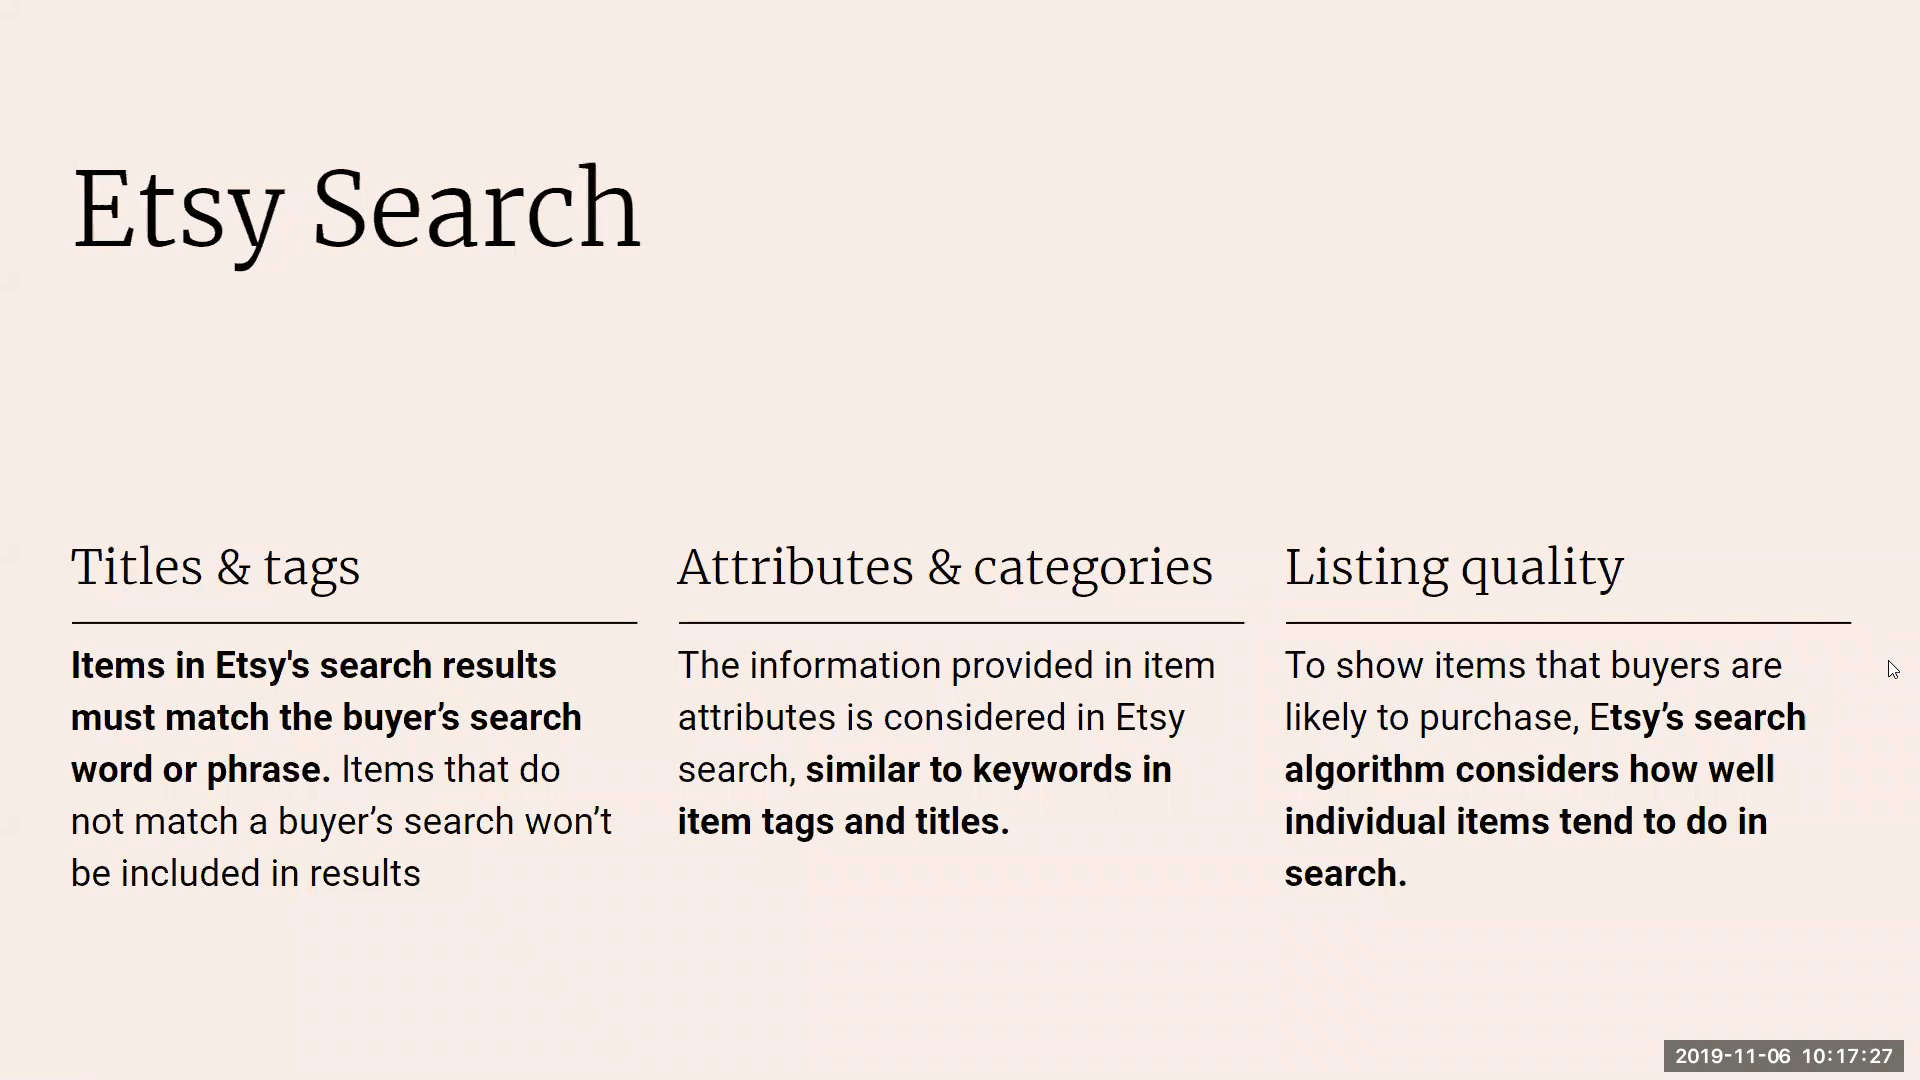 Etsy Search
Titles & tags
Items in Etsy's search results
must match the buyer’s search
word or phrase. Items that do
not match a buyer’s search won’t
be included in results
Attributes & categories
The information provided in item
attributes is considered in Etsy
search, similar to keywords in
item tags and titles.
Listing quality
To show items that buyers are
likely to purchase, Etsy’s search
algorithm considers how well
individual items tend to do in
search.
2019-11-06 10:17:27